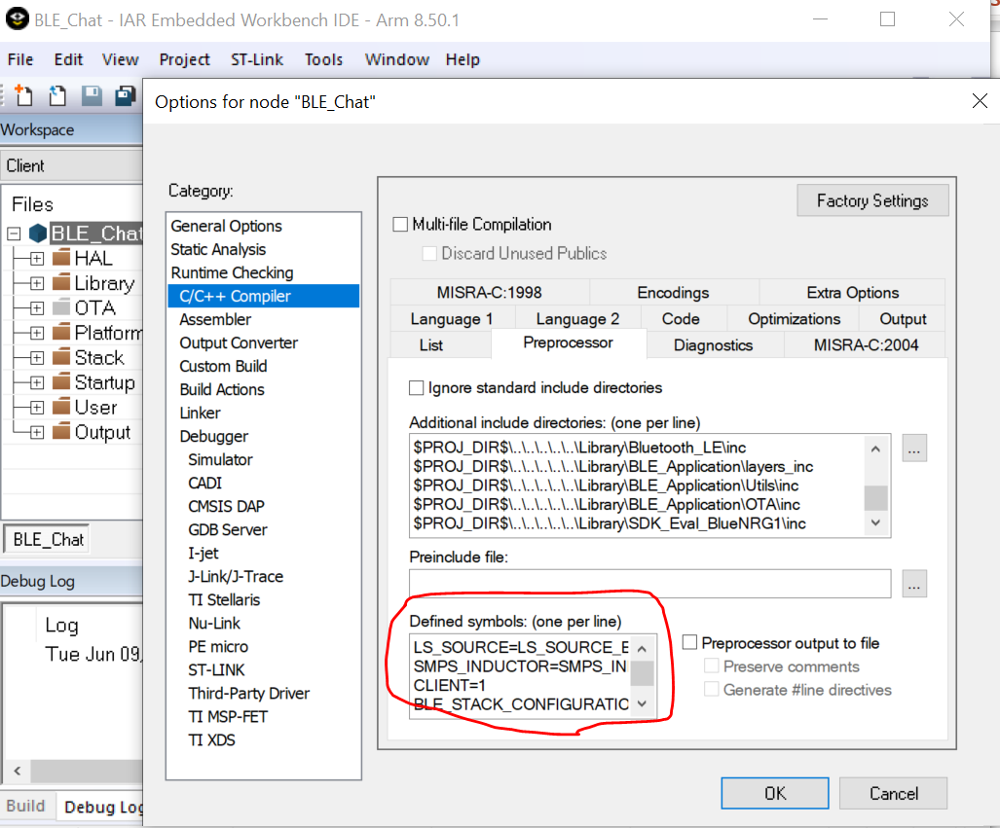 BLE_Chat - IAR Embedded Workbench IDE - Arm 8.50.1
File Edit View Project ST-Link Tools Window Help
Options for node "BLE_Chat"
Workspace
Client
Files
BLE_Chat
HAL
Library
OTA
Platform
Stack
Startup
User
Output
BLE_Chat
Debug Log
Log
Tue Jun 09,
Build Debug Log
Category:
General Options
Static Analysis
Runtime Checking
C/C++ Compiler
Assembler
Output Converter
Custom Build
Build Actions
Linker
Debugger
Simulator
CADI
CMSIS DAP
GDB Server
I-jet
J-Link/J-Trace
TI Stellaris
Nu-Link
PE micro
ST-LINK
Third-Party Driver
TI MSP-FET
TI XDS
Factory Settings
Multi-file Compilation
Discard Unused Publics
MISRA-C:1998 Encodings Extra Options
Language 1 Language 2 Code Optimizations Output
List Preprocessor Diagnostics MISRA-C:2004
Ignore standard include directories
Additional include directories: (one per line)
$PROJ_DIR$\..\..\..\..\..\Library\Bluetooth_LE\inc
$PROJ_DIR$\..\..\..\..\..\Library\BLE_Application\layers_inc
$PROJ_DIR$\..\..\..\..\..\Library\BLE_Application\Utils\inc
$PROJ_DIR$\..\..\..\..\..\Library\BLE_Application\OTA\inc
$PROJ_DIR$\..\..\..\..\..\Library\SDK_Eval_BlueNRG1\inc
...
Preinclude file:
...
Defined symbols: (one per line)
LS_SOURCE=LS_SOURCE_E
SMPS_INDUCTOR=SMPS_IN
CLIENT=1
BLE_STACK_CONFIGURATIO
Preprocessor output to file
Preserve comments
Generate #line directives
OK Cancel